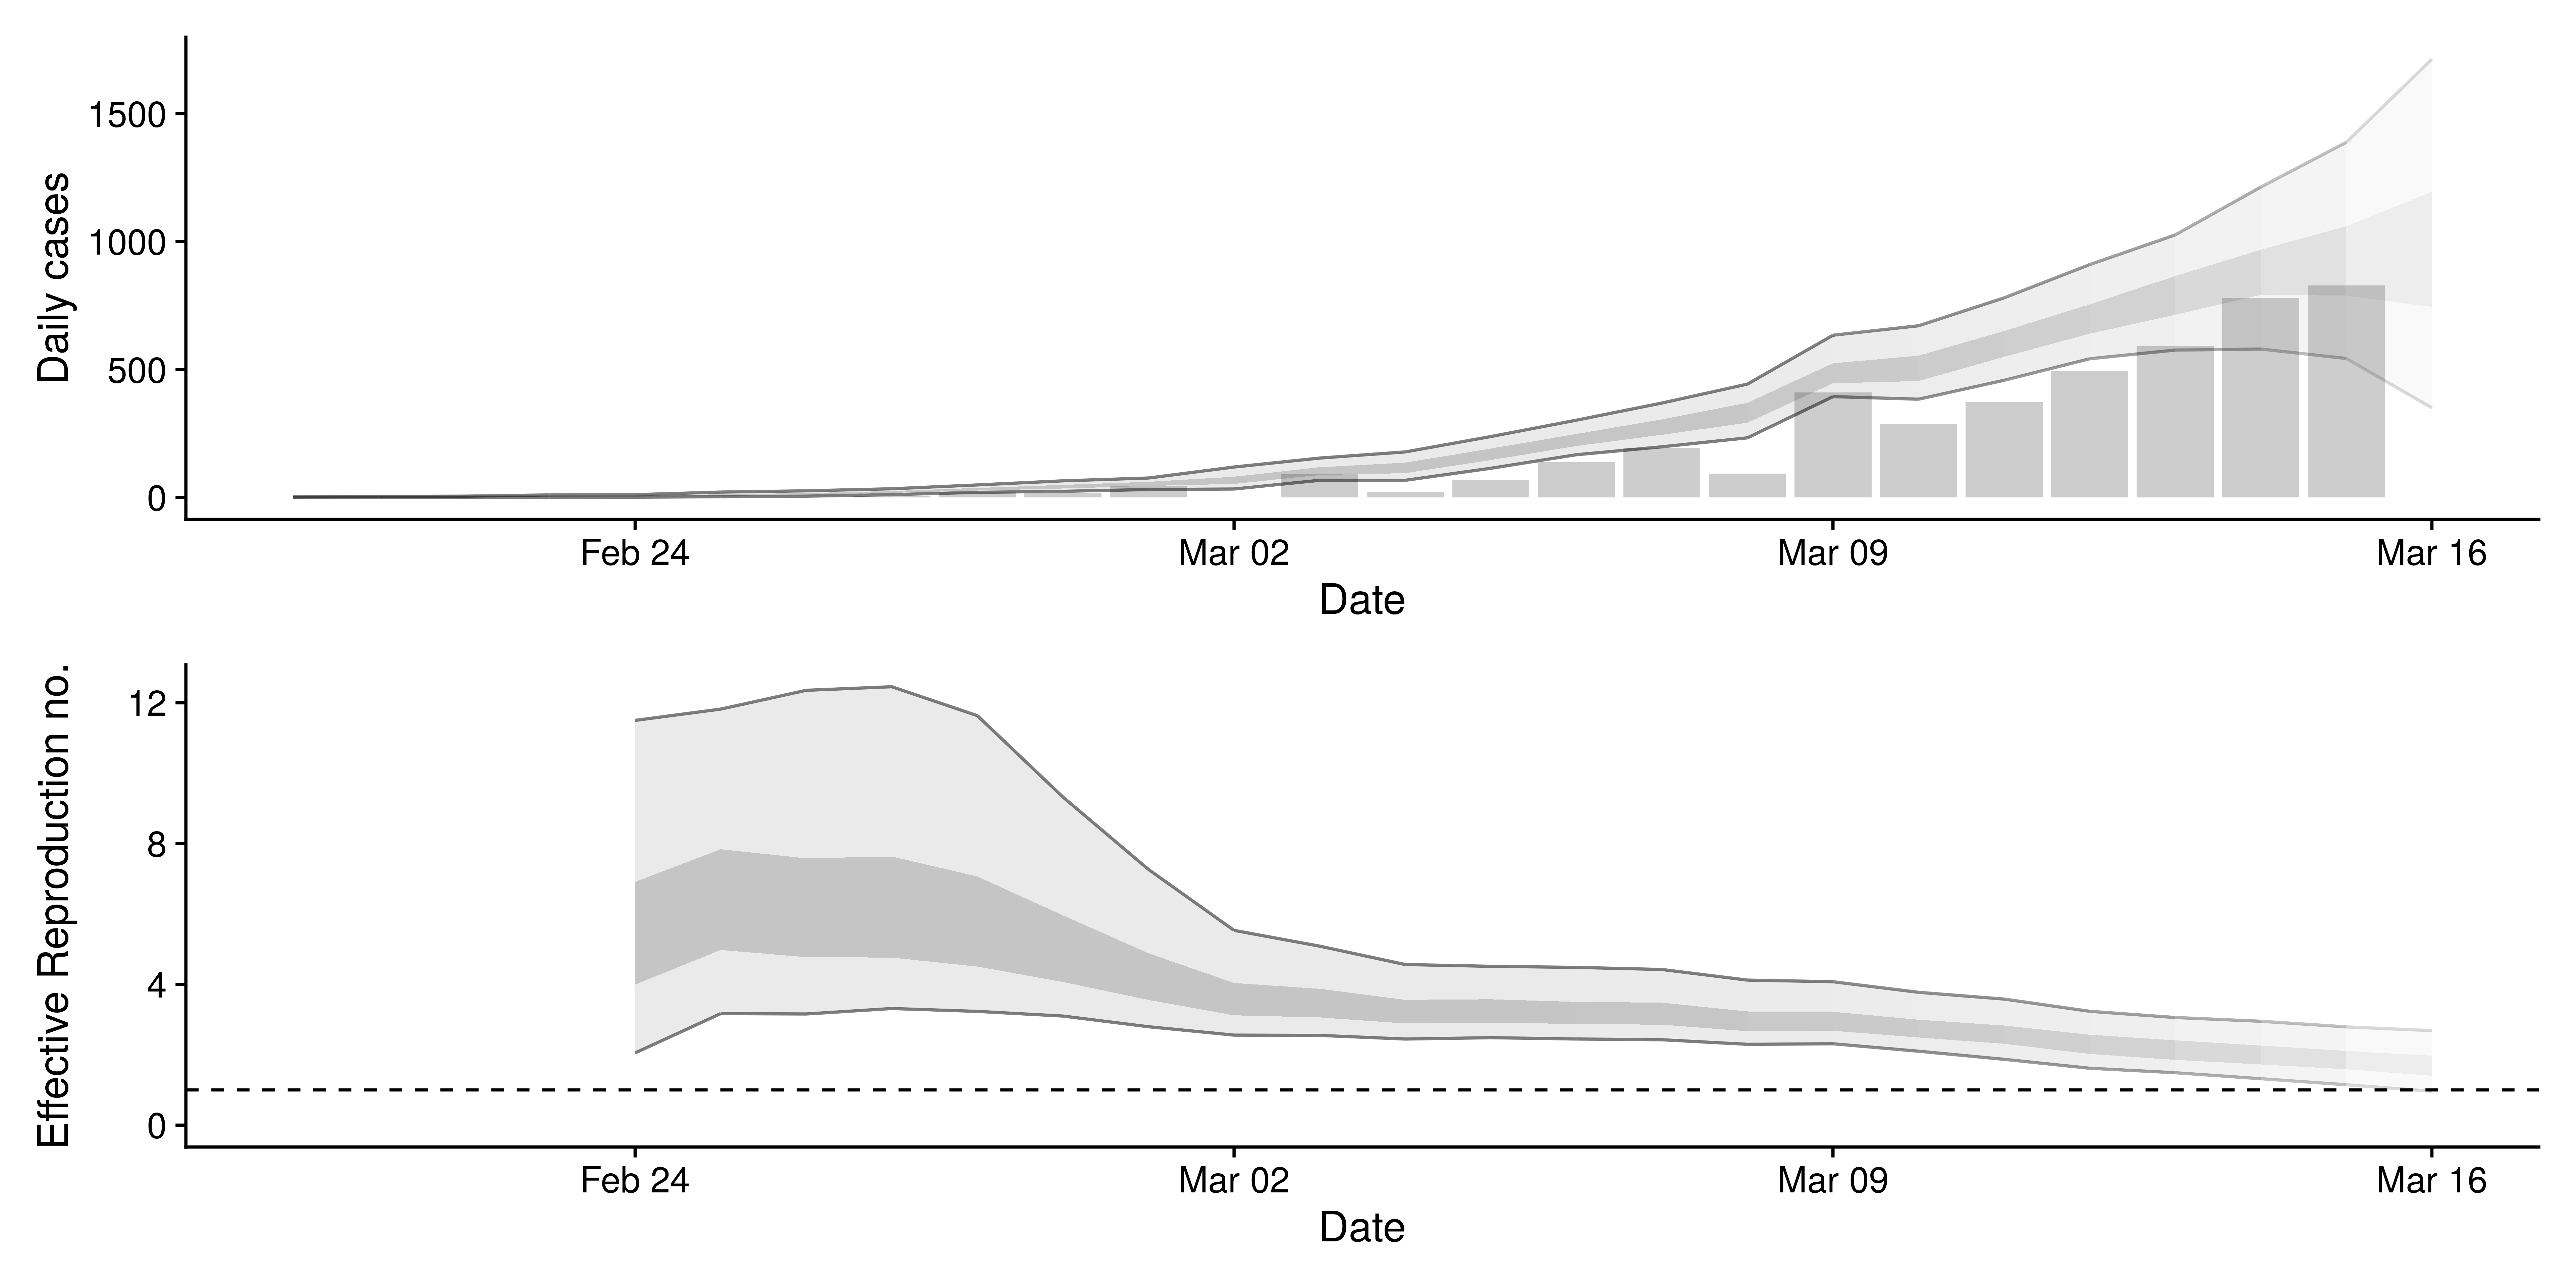 Daily cases
1500
1000
500
0
Feb 24 Mar 02 Mar 09 Mar 16
Date
Effective Reproduction no.
12
8
4
0
Feb 24 Mar 02 Mar 09 Mar 16
Date